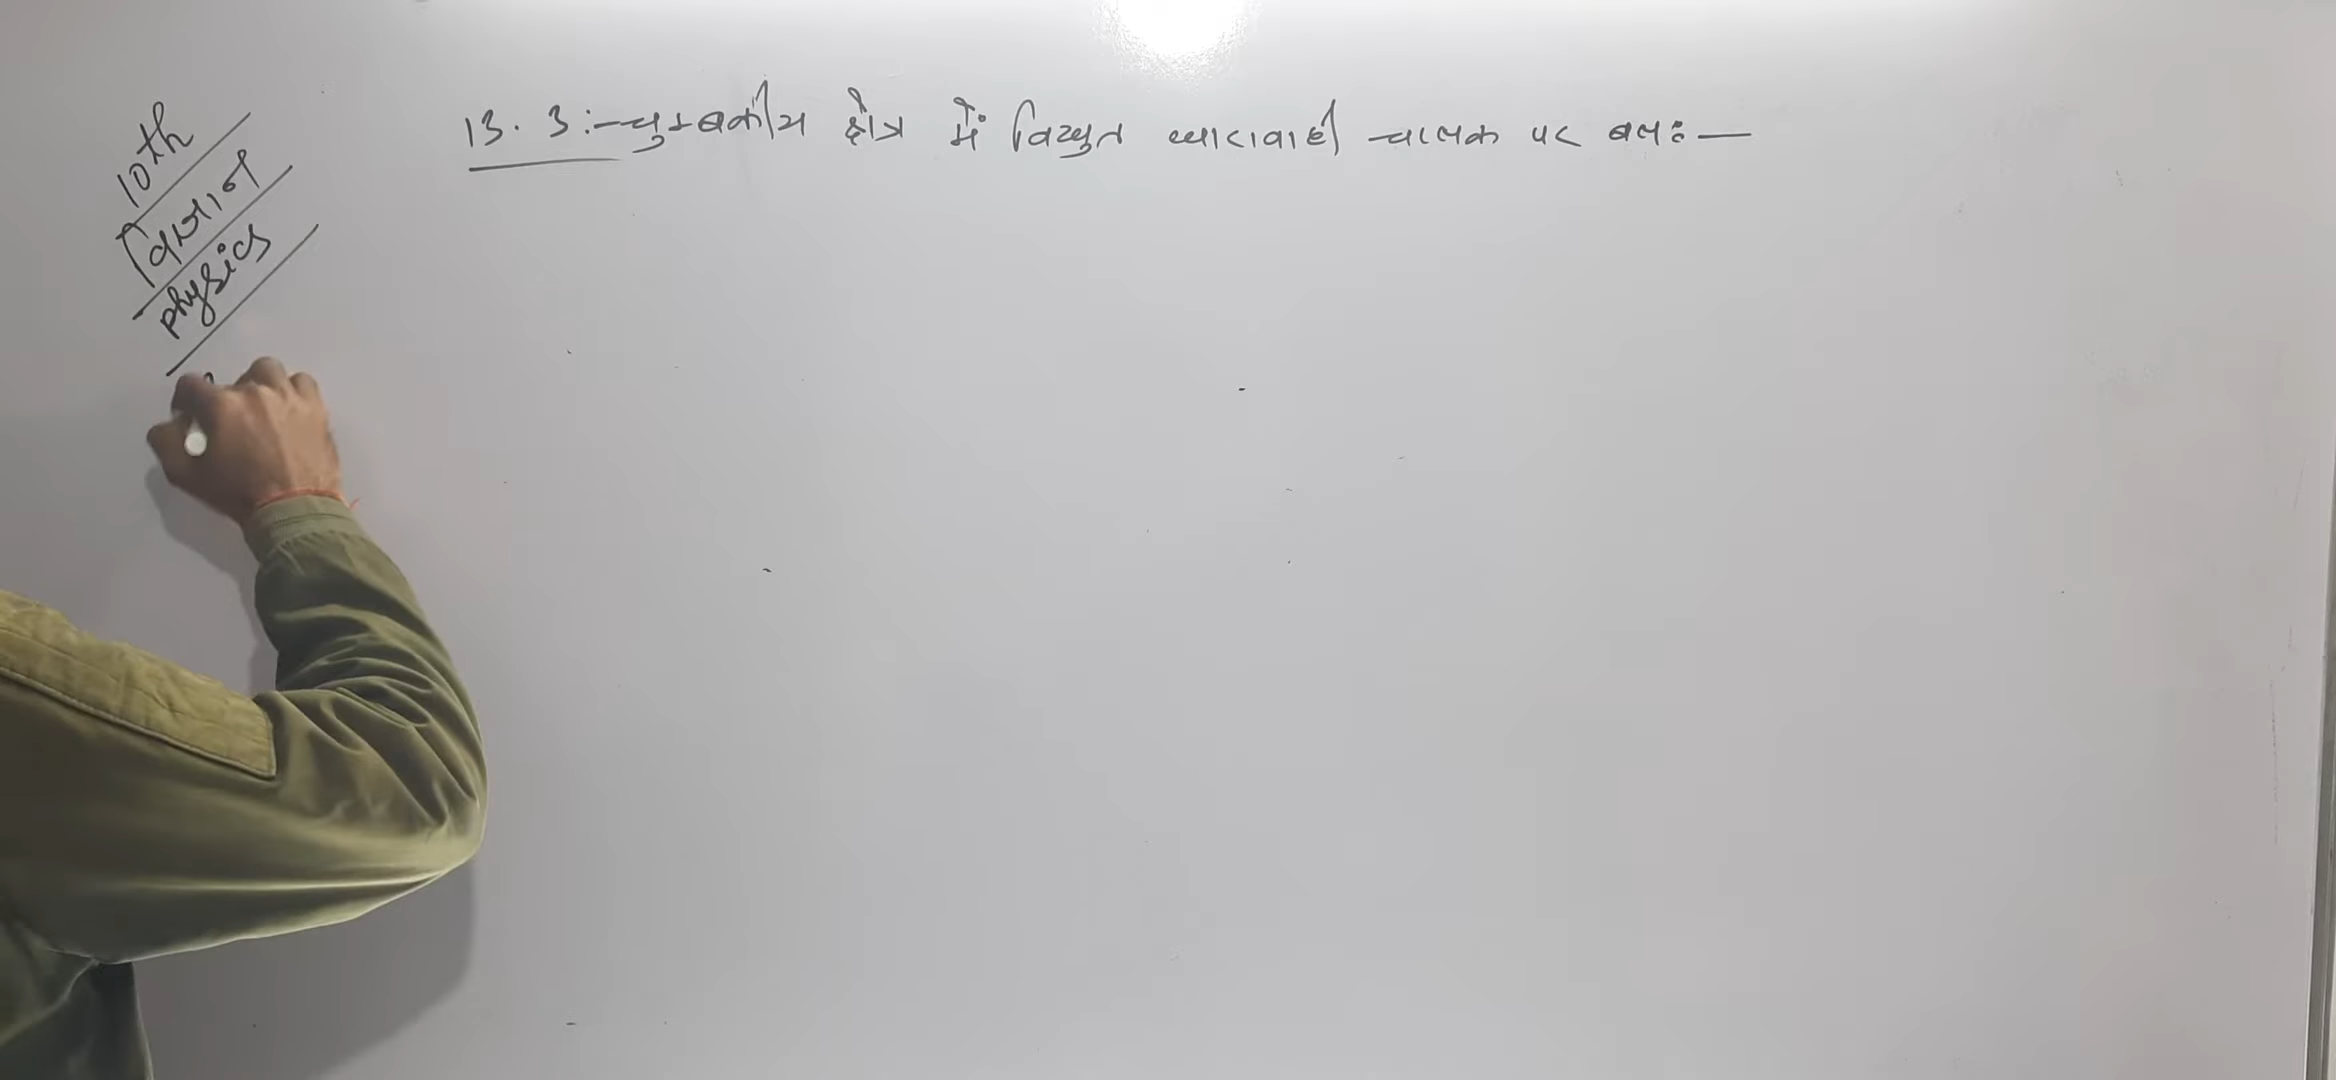 10th
विज्ञान
physics
13.3:- चुम्बकीय क्षेत्र में विद्युत धारावाही चालक पर बल:—